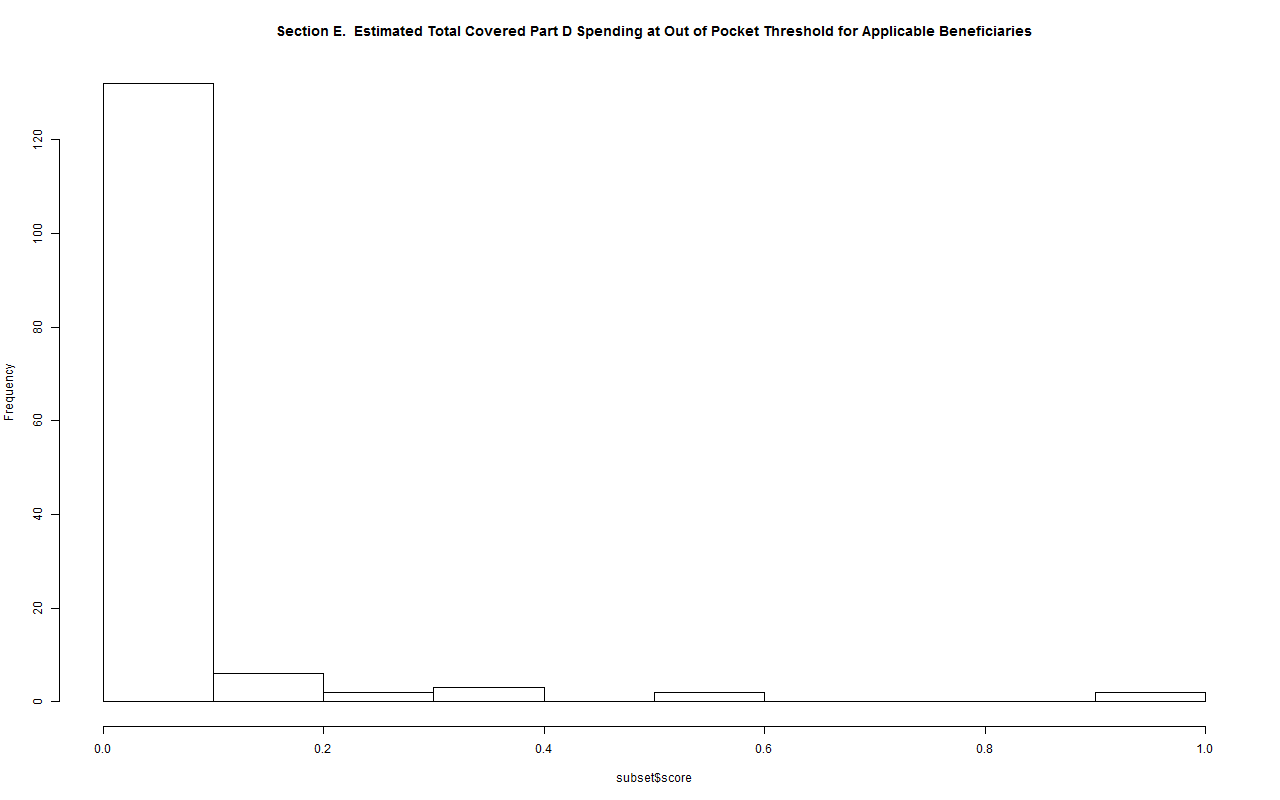 Section E.  Estimated Total Covered Part D Spending at Out of Pocket Threshold for Applicable Beneficiaries
120
100
80
60
40
20
0
Frequency
0.0 0.2 0.4 0.6 0.8 1.0
subset$score